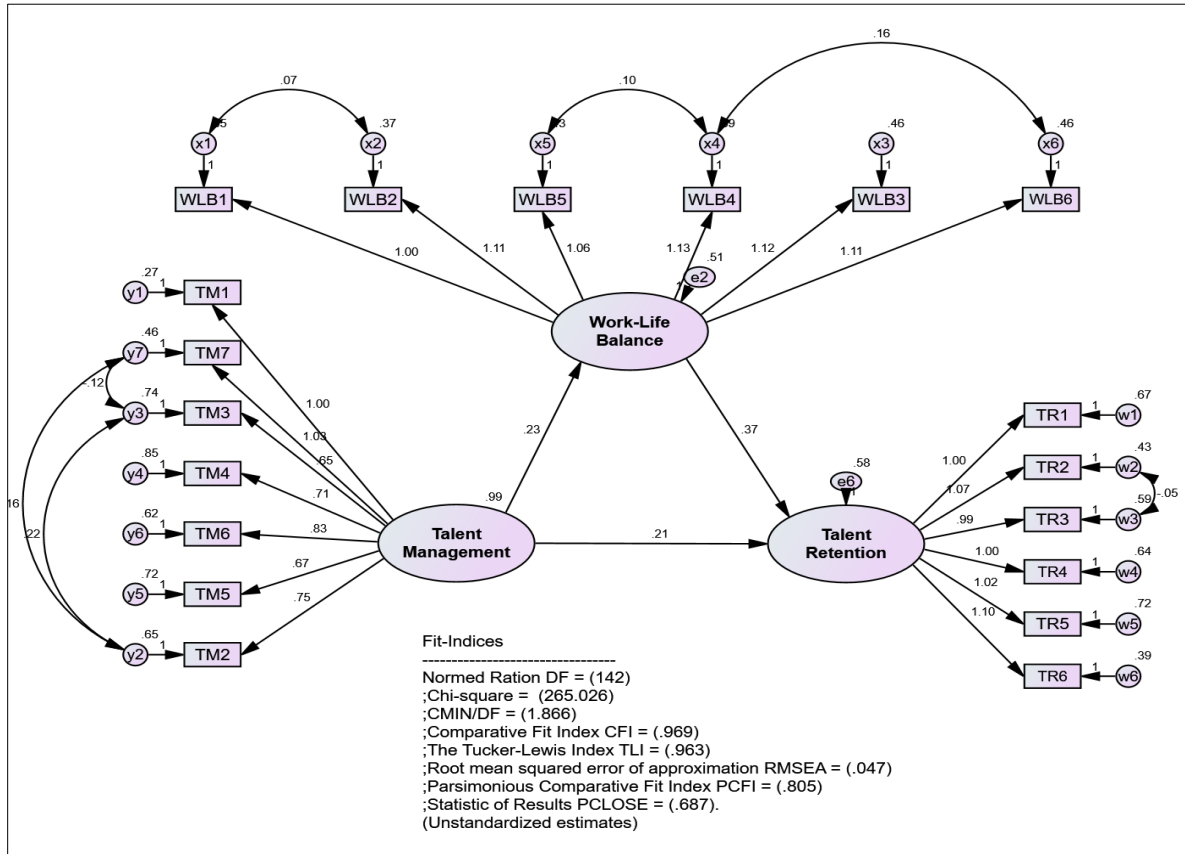 .16
.07
.10
.37
.46
.46
x1
x2
x5
x4
x3
x6
1
1
1
1
1
1
WLB1
WLB2
WLB5
WLB4
WLB3
WLB6
1.00
1.11
1.06
1.13
1.12
1.11
.51
e2
Work-Life
Balance
.27
y1
1
TM1
.46
y7
1
TM7
-.12
.74
y3
1
TM3
.85
y4
1
TM4
.62
y6
1
TM6
.72
y5
1
TM5
.65
y2
1
TM2
.22
1.00
1.03
.65
.71
.83
.67
.75
.99
Talent
Management
.23
.37
.21
.58
e6
Talent
Retention
1.00
1.07
.99
1.00
1.02
1.10
TR1
1
.67
w1
TR2
1
.43
w2
-.05
TR3
1
.59
w3
TR4
1
.64
w4
TR5
1
.72
w5
TR6
1
.39
w6
Fit-Indices
---------------------------------
Normed Ration DF = (142)
;Chi-square =  (265.026)
;CMIN/DF = (1.866)
;Comparative Fit Index CFI = (.969)
;The Tucker-Lewis Index TLI = (.963)
;Root mean squared error of approximation RMSEA = (.047)
;Parsimonious Comparative Fit Index PCFI = (.805)
;Statistic of Results PCLOSE = (.687).
(Unstandardized estimates)